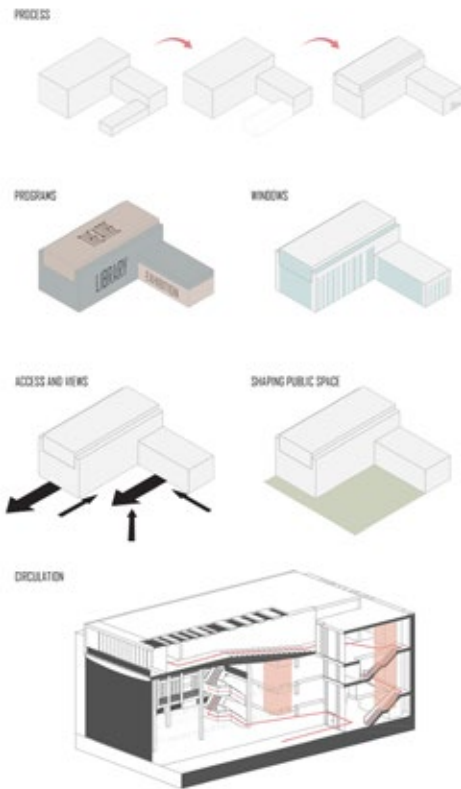 PROCESS
PROGRAMS
WINDOWS
THEATRE
LIBRARY
EXHIBITION
ACCESS AND VIEWS
SHAPING PUBLIC SPACE
CIRCULATION